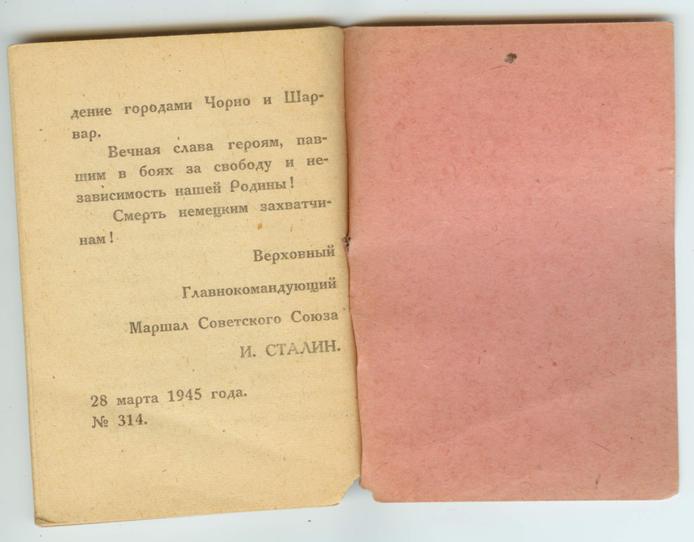 дение городами Чорно и Шар-
вар.
Вечная слава героям, пав-
шим в боях за свободу и не-
зависимость нашей Родины!
Смерть немецким захватчи-
нам!
Верховный
Главнокомандующий
Маршал Советского Союза
И. СТАЛИН.
28 марта 1945 года.
№ 314.